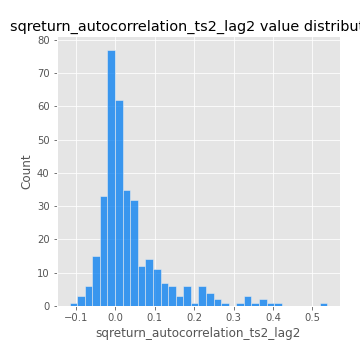 sqreturn_autocorrelation_ts2_lag2 value distribut
80
70
60
50
40
30
20
10
0
Count
−0.1 0.0 0.1 0.2 0.3 0.4 0.5
sqreturn_autocorrelation_ts2_lag2